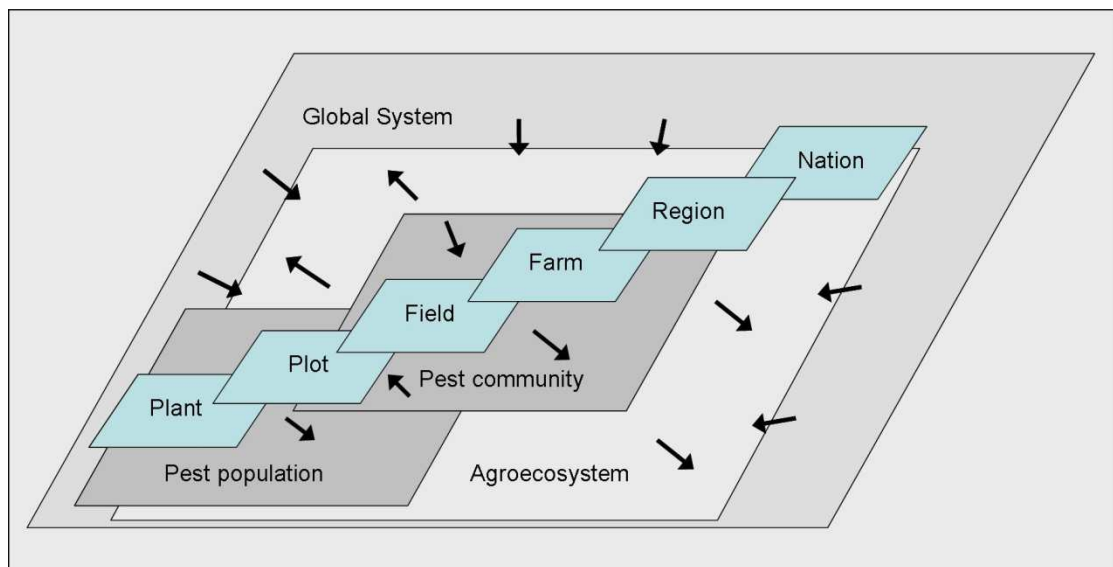 Global System
Nation
Region
Farm
Field
Plot
Pest community
Plant
Pest population
Agroecosystem